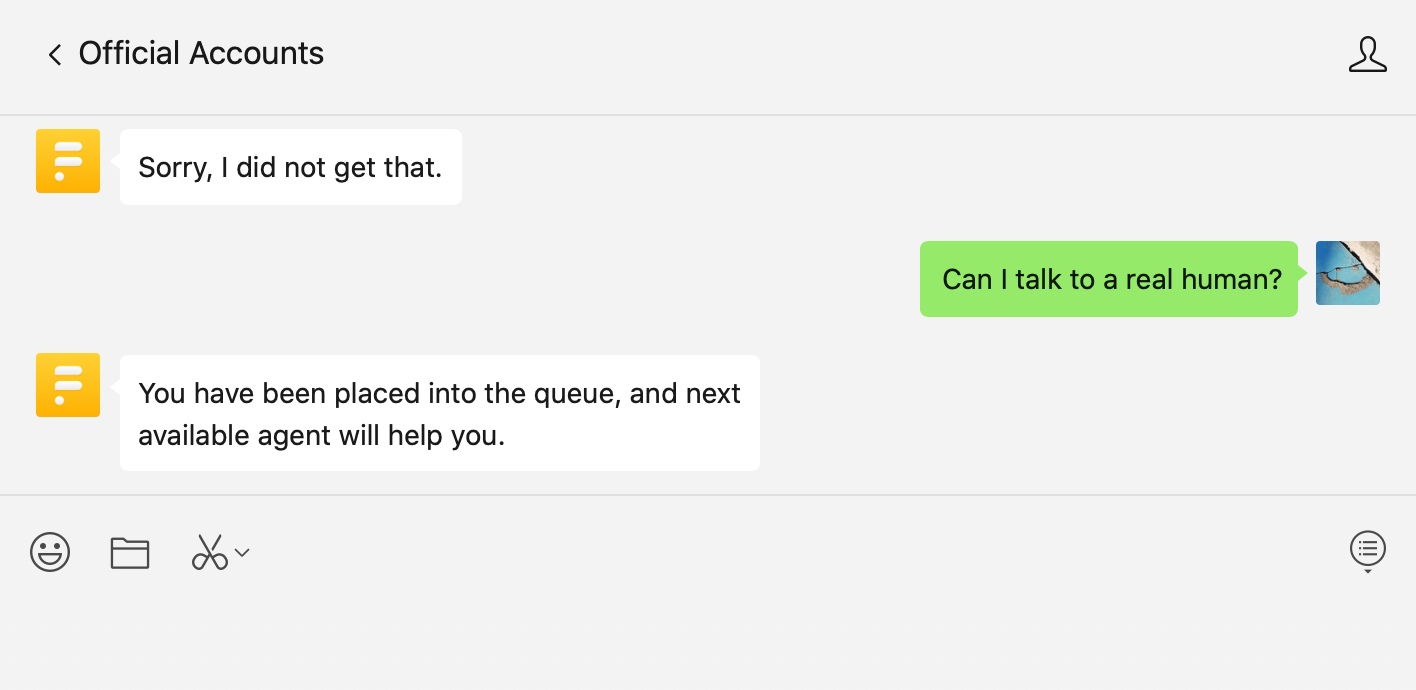 Official Accounts
Sorry, I did not get that.
Can I talk to a real human?
You have been placed into the queue, and next
available agent will help you.